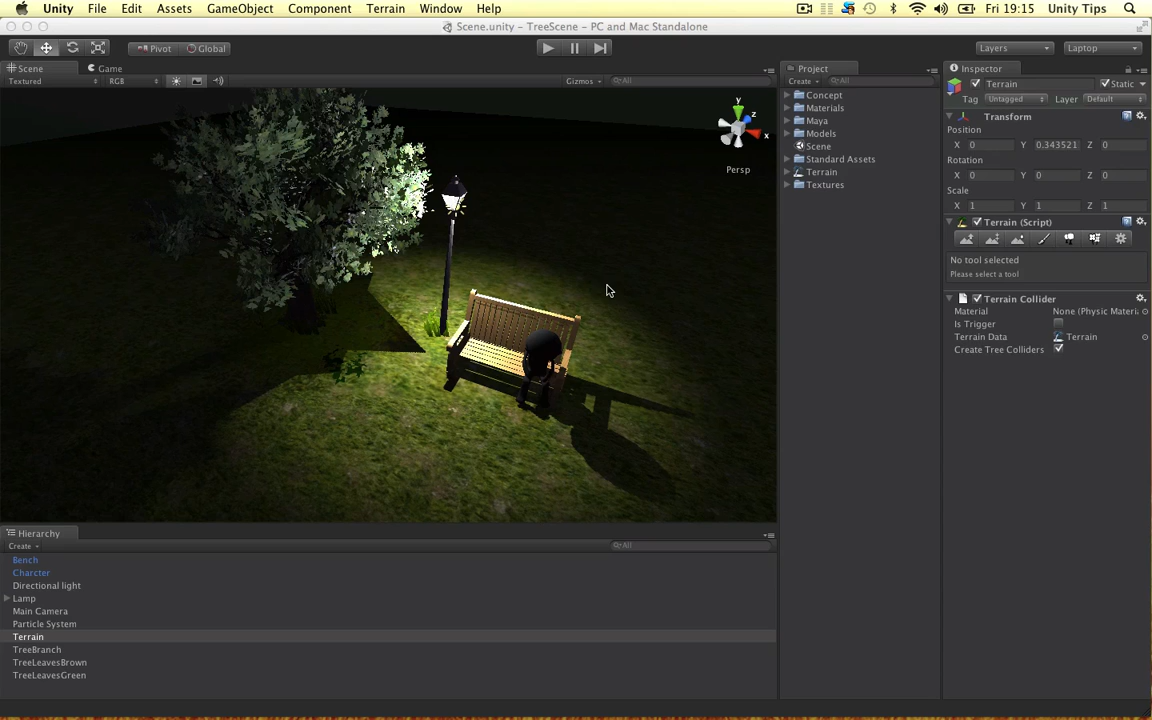 Unity File Edit Assets GameObject Component Terrain Window Help Fri 19:15 Unity Tips
Scene.unity - TreeScene - PC and Mac Standalone
Pivot Global Layers Laptop
Scene Game
Textured RGB Gizmos All
y
z
x
Persp
Project
Create All
Concept
Materials
Maya
Models
Scene
Standard Assets
Terrain
Textures
Inspector
Terrain Static
Tag Untagged Layer Default
Transform
Position
X 0 Y 0.343521 Z 0
Rotation
X 0 Y 0 Z 0
Scale
X 1 Y 1 Z 1
Terrain (Script)
No tool selected
Please select a tool
Terrain Collider
Material None (Physic Materi
Is Trigger
Terrain Data Terrain
Create Tree Colliders
Hierarchy
Create All
Bench
Charcter
Directional light
Lamp
Main Camera
Particle System
Terrain
TreeBranch
TreeLeavesBrown
TreeLeavesGreen